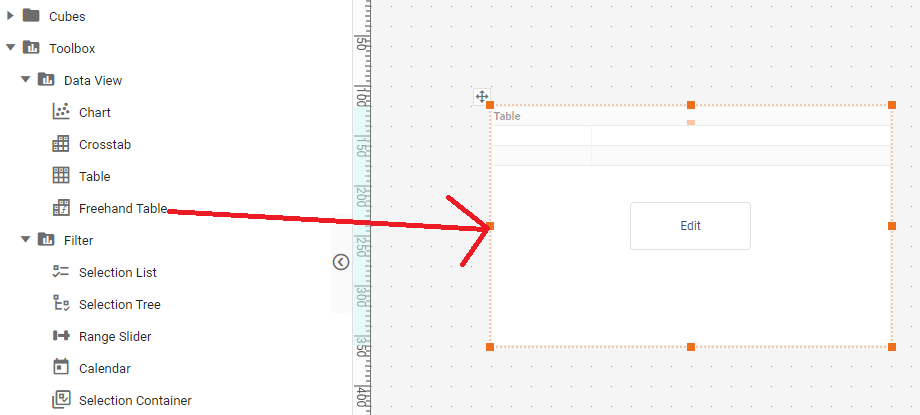 Cubes
Toolbox
Data View
Chart
Crosstab
Table
Freehand Table
Filter
Selection List
Selection Tree
Range Slider
Calendar
Selection Container
50
100
150
200
250
300
350
400
Table
Edit